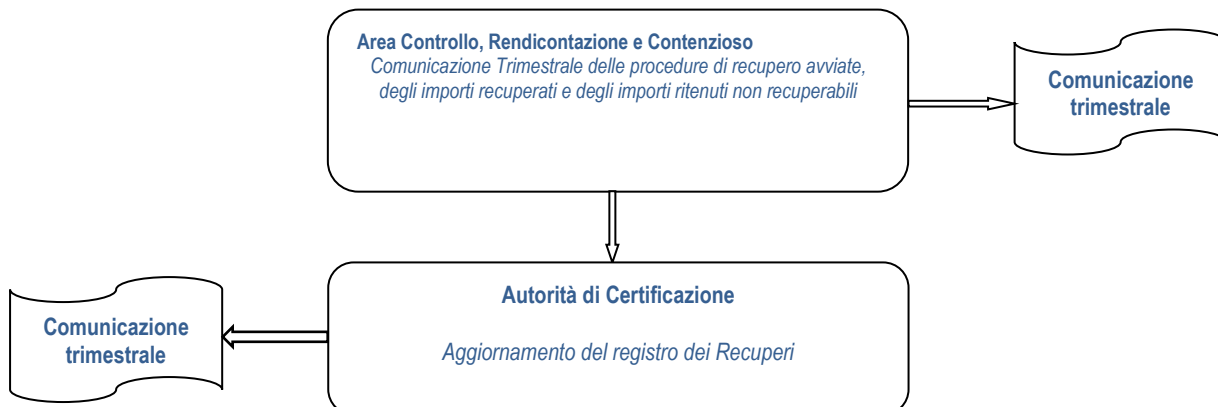 Area Controllo, Rendicontazione e Contenzioso
Comunicazione Trimestrale delle procedure di recupero avviate,
degli importi recuperati e degli importi ritenuti non recuperabili
Comunicazione
trimestrale
Autorità di Certificazione
Aggiornamento del registro dei Recuperi
Comunicazione
trimestrale